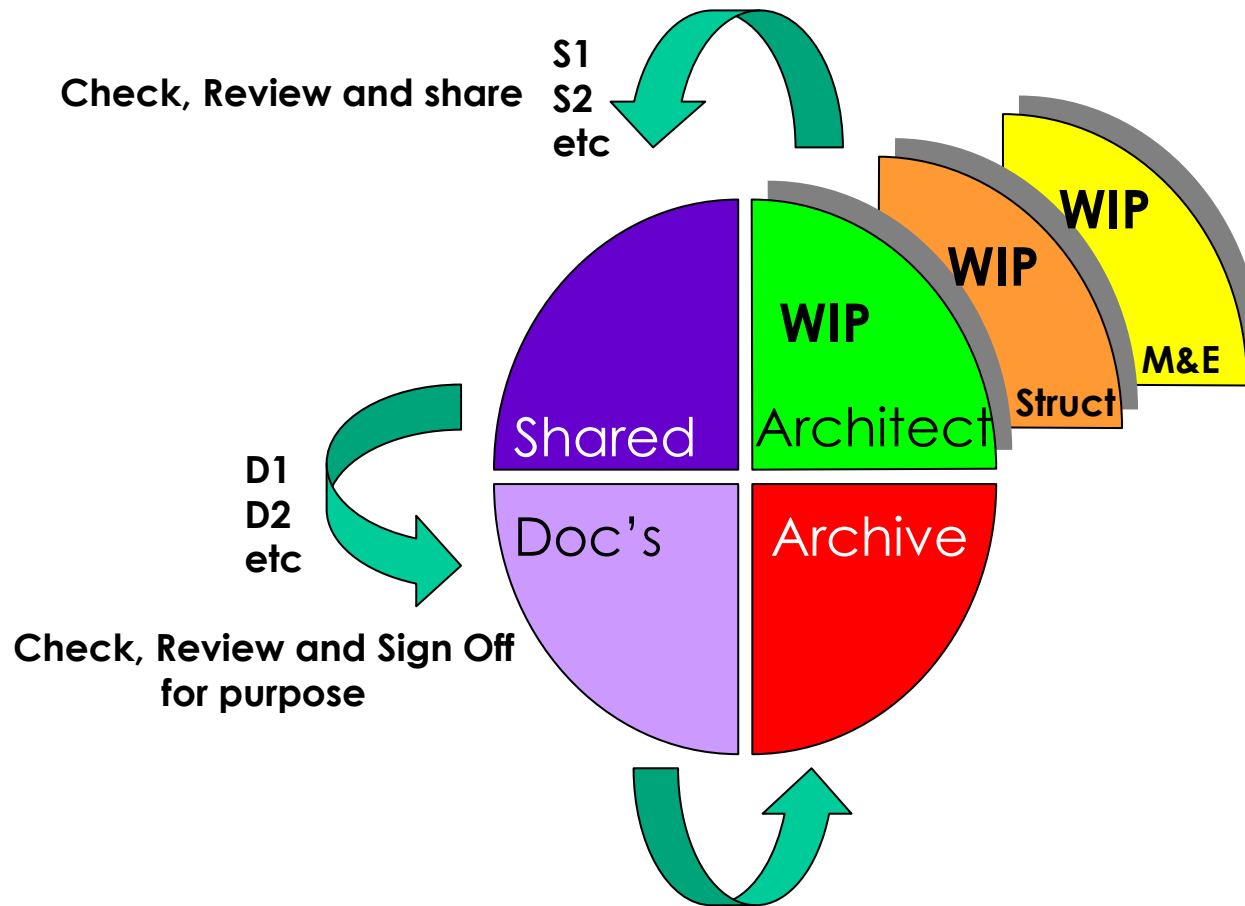 S1
Check, Review and share
S2
etc
WIP
WIP
WIP
M&E
Struct
Architect
Shared
D1
D2
etc
Doc’s
Archive
Check, Review and Sign Off
for purpose